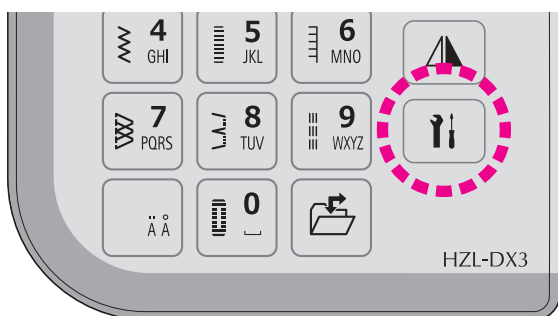 4 5 6
GHI JKL MNO
7 8 9
PQRS TUV WXYZ
Ä Å 0
HZL-DX3